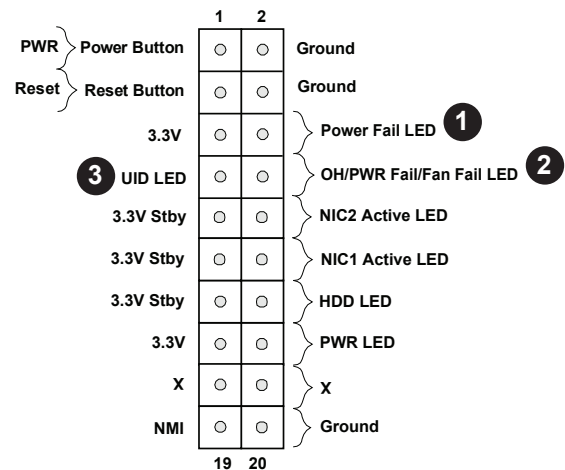 1 2
PWR Power Button Ground
Reset Reset Button Ground
3.3V Power Fail LED 1
3 UID LED OH/PWR Fail/Fan Fail LED 2
3.3V Stby NIC2 Active LED
3.3V Stby NIC1 Active LED
3.3V Stby HDD LED
3.3V PWR LED
X X
NMI Ground
19 20